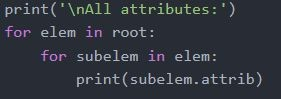 print('\nAll attributes:')
for elem in root:
    for subelem in elem:
        print(subelem.attrib)